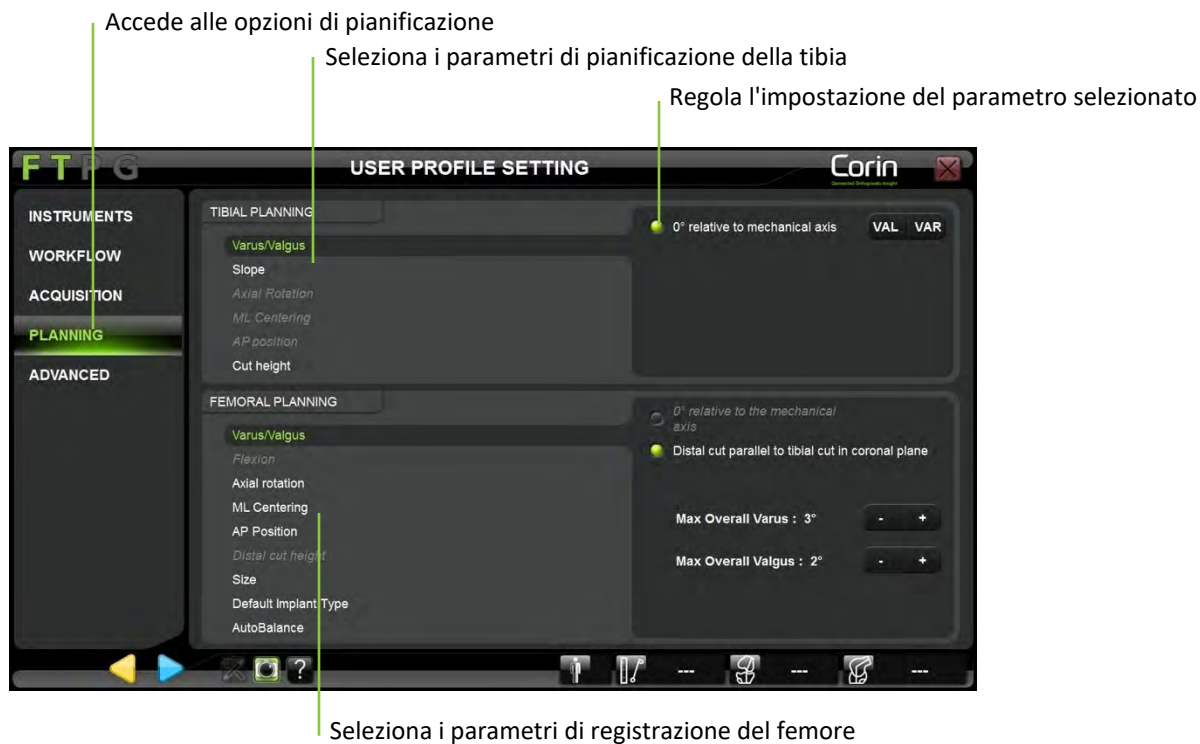 Accede alle opzioni di pianificazione
Seleziona i parametri di pianificazione della tibia
Regola l'impostazione del parametro selezionato
FTPG
USER PROFILE SETTING
Corin
Connected Orthopaedic Insight
INSTRUMENTS
WORKFLOW
ACQUISITION
PLANNING
ADVANCED
TIBIAL PLANNING
Varus/Valgus
Slope
Axial Rotation
ML Centering
AP position
Cut height
0° relative to mechanical axis
VAL VAR
FEMORAL PLANNING
Varus/Valgus
Flexion
Axial rotation
ML Centering
AP Position
Distal cut height
Size
Default Implant Type
AutoBalance
0° relative to the mechanical
axis
Distal cut parallel to tibial cut in coronal plane
Max Overall Varus : 3° - +
Max Overall Valgus : 2° - +
? --- --- ---
Seleziona i parametri di registrazione del femore